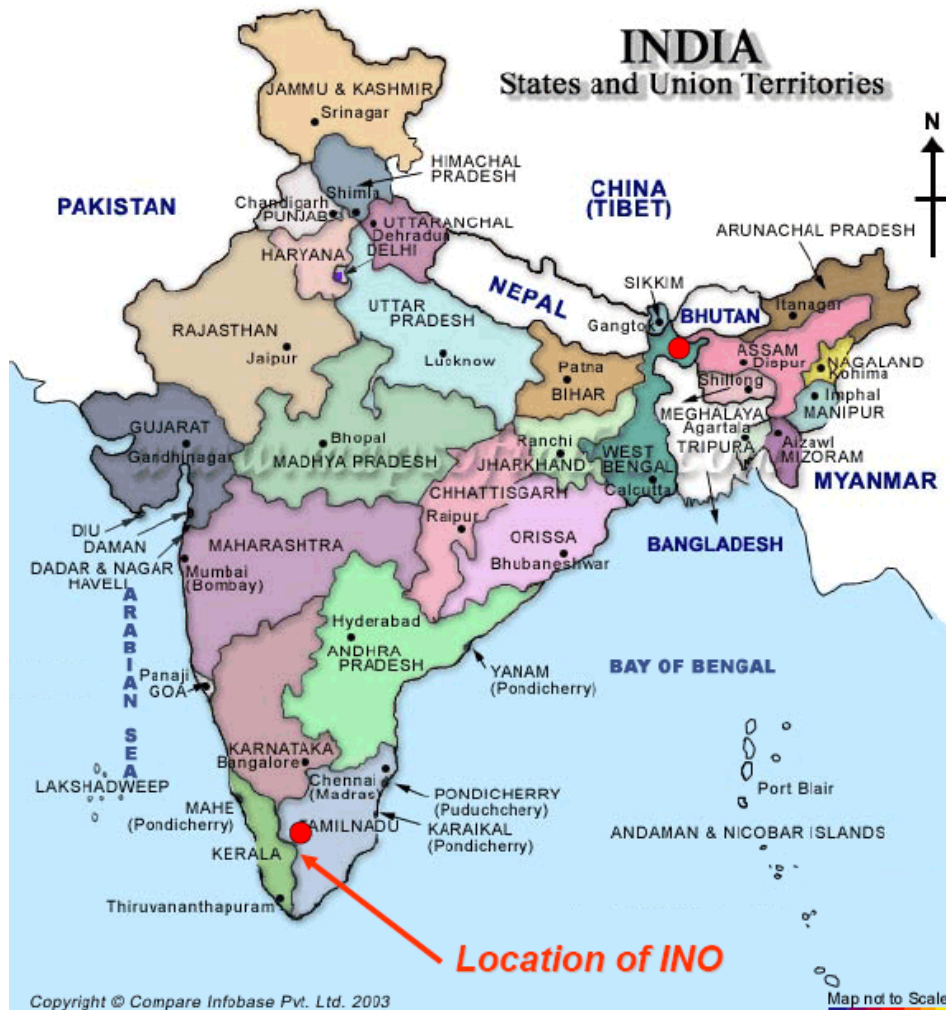 INDIA
States and Union Territories
N
JAMMU & KASHMIR
Srinagar
HIMACHAL
PRADESH
Shimla
PAKISTAN
Chandigarh
PUNJAB
CHINA
(TIBET)
UTTARANCHAL
Dehradun
DELHI
HARYANA
ARUNACHAL PRADESH
NEPAL
SIKKIM
BHUTAN
Itanagar
Gangtok
UTTAR
PRADESH
RAJASTHAN
Jaipur
Lucknow
ASSAM
Dispur
NAGALAND
Kohima
Patna
BIHAR
Shillong
Imphal
MANIPUR
MEGHALAYA
Agartala
TRIPURA
Aizawl
MIZORAM
GUJARAT
Gandhinagar
Bhopal
MADHYA PRADESH
Ranchi
JHARKHAND
WEST
BENGAL
Calcutta
MYANMAR
CHHATTISGARH
Raipur
DIU
DAMAN
DADAR & NAGAR
HAVELI
MAHARASHTRA
Mumbai
(Bombay)
ORISSA
Bhubaneshwar
BANGLADESH
ARABIAN SEA
Hyderabad
ANDHRA
PRADESH
YANAM
(Pondicherry)
BAY OF BENGAL
Panaji
GOA
KARNATAKA
Bangalore
LAKSHADWEEP
Chennai
(Madras)
PONDICHERRY
(Puduchchery)
Port Blair
MAHE
(Pondicherry)
TAMILNADU
KARAIKAL
(Pondicherry)
ANDAMAN & NICOBAR ISLANDS
KERALA
Thiruvananthapuram
Location of INO
Copyright © Compare Infobase Pvt. Ltd. 2003
Map not to Scale